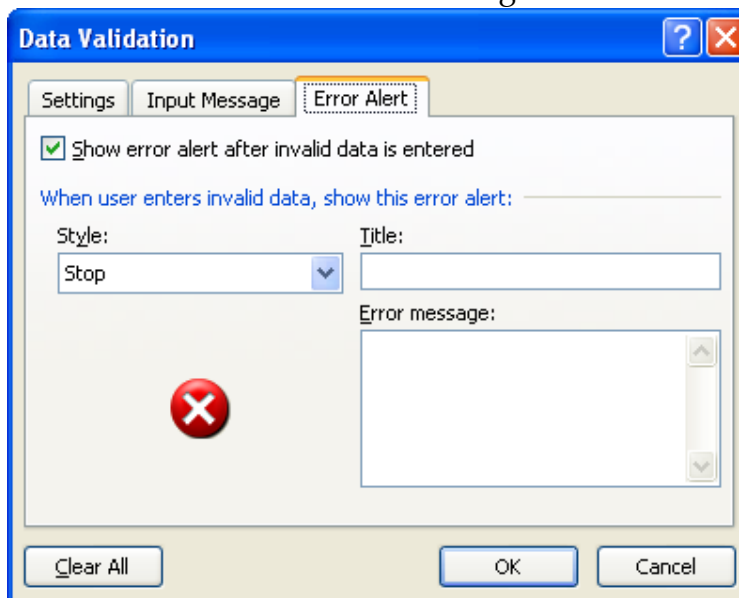 Data Validation
Settings Input Message Error Alert
Show error alert after invalid data is entered
When user enters invalid data, show this error alert:
Style: Title:
Stop
Error message:
Clear All OK Cancel